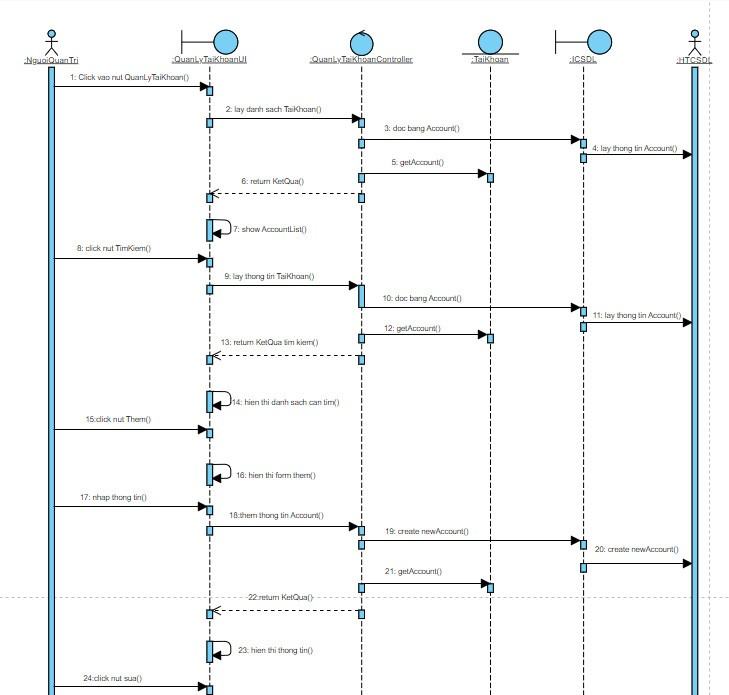 :NguoiQuanTri
:QuanLyTaiKhoanUI
:QuanLyTaiKhoanController
:TaiKhoan
:ICSDL
:HTCSDL
1: Click vao nut QuanLyTaiKhoan()
2: lay danh sach TaiKhoan()
3: doc bang Account()
4: lay thong tin Account()
5: getAccount()
6: return KetQua()
7: show AccountList()
8: click nut TimKiem()
9: lay thong tin TaiKhoan()
10: doc bang Account()
11: lay thong tin Account()
12: getAccount()
13: return KetQua tim kiem()
14: hien thi danh sach can tim()
15:click nut Them()
16: hien thi form them()
17: nhap thong tin()
18:them thong tin Account()
19: create newAccount()
20: create newAccount()
21: getAccount()
22:return KetQua()
23: hien thi thong tin()
24:click nut sua()